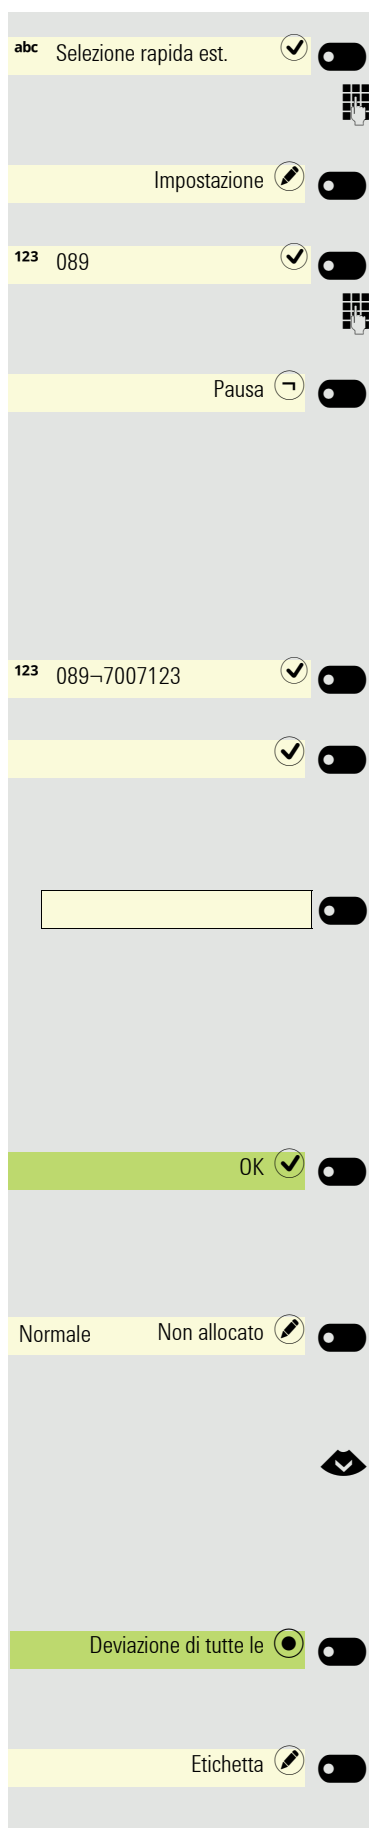 abc Selezione rapida est.
Impostazione
123 089
Pausa
123 089¬7007123
OK
Normale Non allocato
Deviazione di tutte le
Etichetta